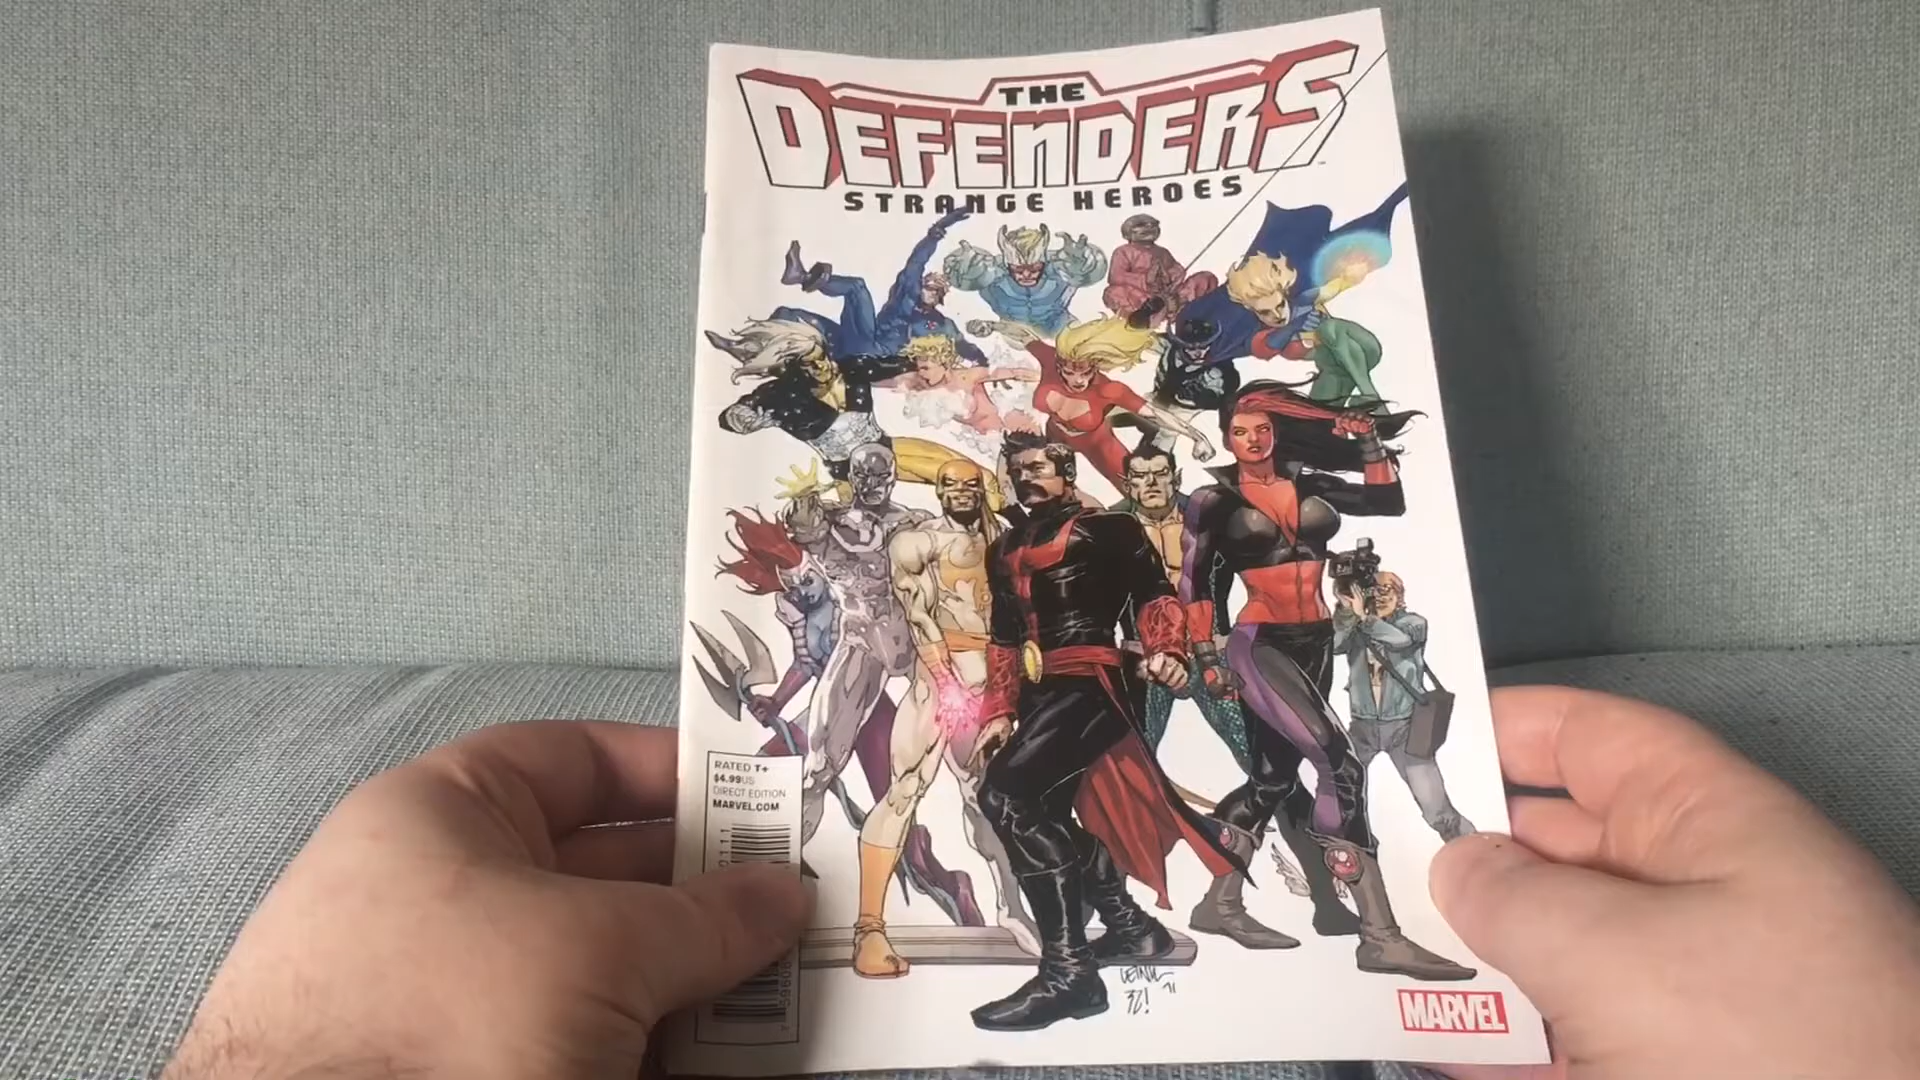 THE
DEFENDERS
STRANGE HEROES
RATED T+
$4.99US
DIRECT EDITION
MARVEL.COM
MARVEL